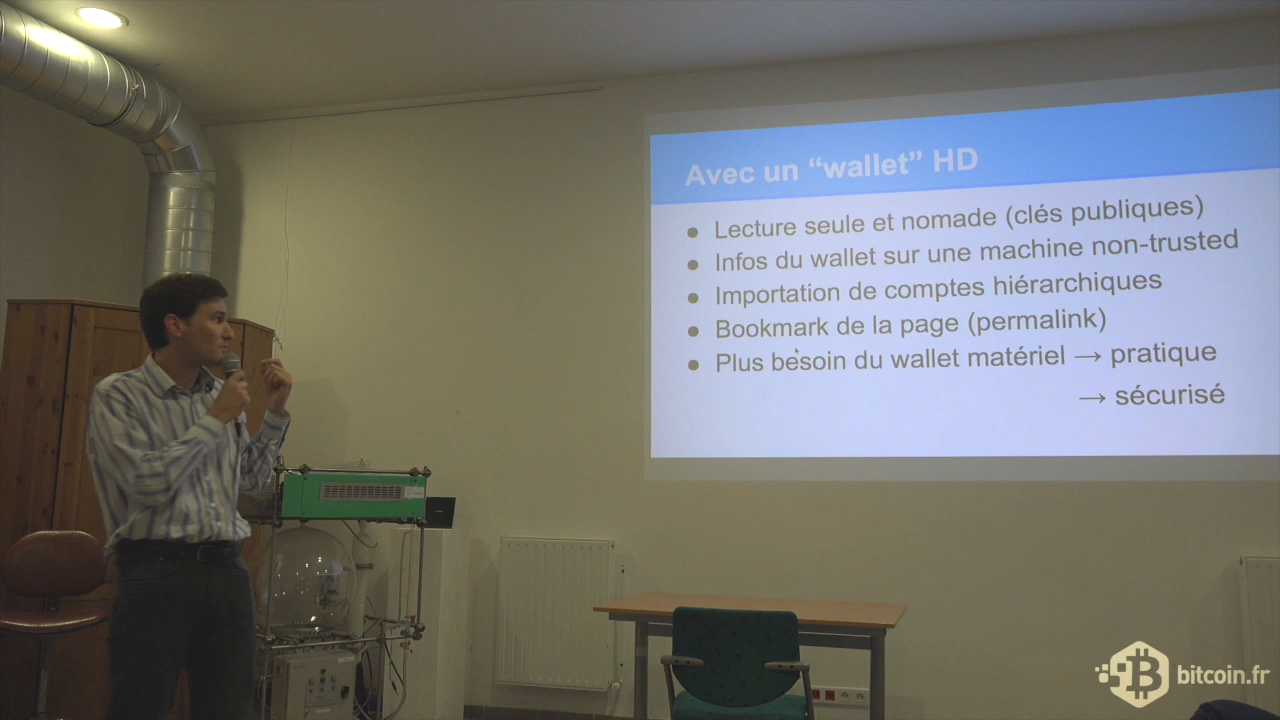 Avec un “wallet” HD
● Lecture seule et nomade (clés publiques)
● Infos du wallet sur une machine non-trusted
● Importation de comptes hiérarchiques
● Bookmark de la page (permalink)
● Plus besoin du wallet matériel → pratique
→ sécurisé
bitcoin.fr